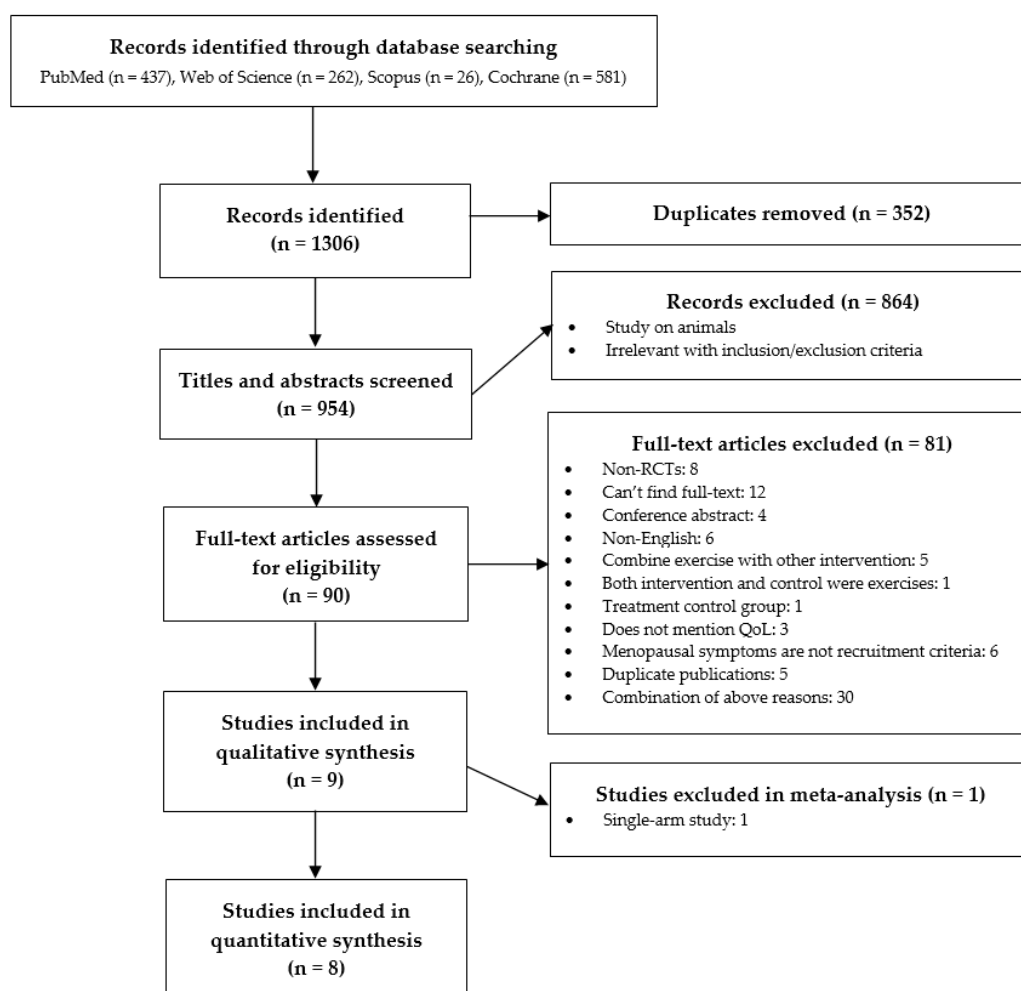 Records identified through database searching
PubMed (n = 437), Web of Science (n = 262), Scopus (n = 26), Cochrane (n = 581)
Records identified
(n = 1306)
Duplicates removed (n = 352)
Records excluded (n = 864)
• Study on animals
• Irrelevant with inclusion/exclusion criteria
Titles and abstracts screened
(n = 954)
Full-text articles excluded (n = 81)
• Non-RCTs: 8
• Can't find full-text: 12
• Conference abstract: 4
• Non-English: 6
• Combine exercise with other intervention: 5
• Both intervention and control were exercises: 1
• Treatment control group: 1
• Does not mention QoL: 3
• Menopausal symptoms are not recruitment criteria: 6
• Duplicate publications: 5
• Combination of above reasons: 30
Full-text articles assessed
for eligibility
(n = 90)
Studies included in
qualitative synthesis
(n = 9)
Studies excluded in meta-analysis (n = 1)
• Single-arm study: 1
Studies included in
quantitative synthesis
(n = 8)